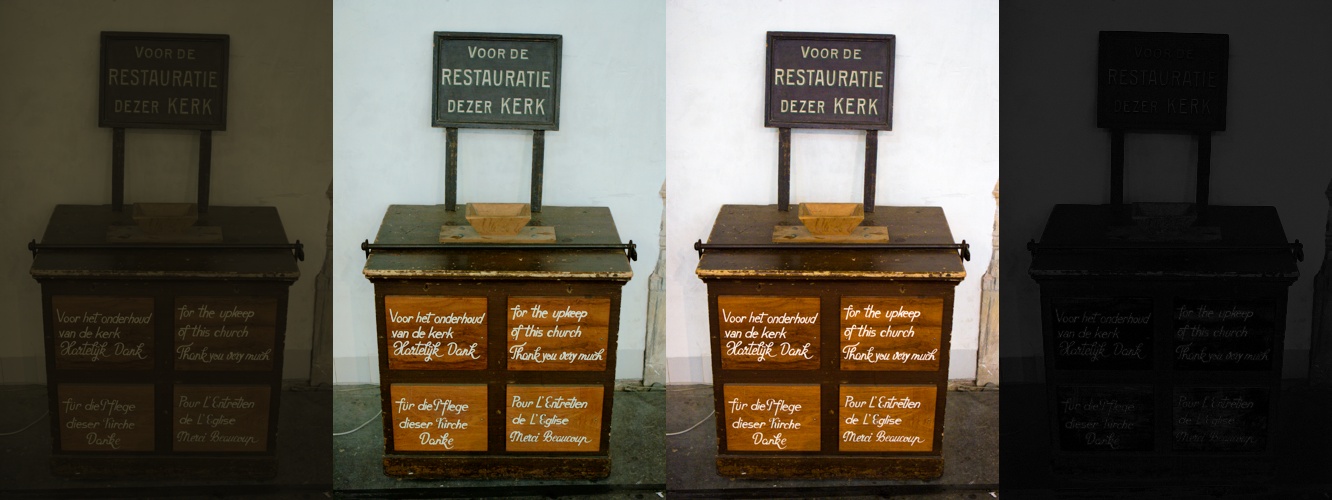 VOOR DE
RESTAURATIE
DEZER KERK
Voor het onderhoud
van de kerk
Hartelijk Dank
for the upkeep
of this church
Thank you very much
für die Pflege
dieser Kirche
Danke
Pour L'Entretien
de L'Eglise
Merci Beaucoup
VOOR DE
RESTAURATIE
DEZER KERK
Voor het onderhoud
van de kerk
Hartelijk Dank
for the upkeep
of this church
Thank you very much
für die Pflege
dieser Kirche
Danke
Pour L'Entretien
de L'Eglise
Merci Beaucoup
VOOR DE
RESTAURATIE
DEZER KERK
Voor het onderhoud
van de kerk
Hartelijk Dank
for the upkeep
of this church
Thank you very much
für die Pflege
dieser Kirche
Danke
Pour L'Entretien
de L'Eglise
Merci Beaucoup
VOOR DE
RESTAURATIE
DEZER KERK
Voor het onderhoud
van de kerk
Hartelijk Dank
for the upkeep
of this church
Thank you very much
für die Pflege
dieser Kirche
Danke
Pour L'Entretien
de L'Eglise
Merci Beaucoup